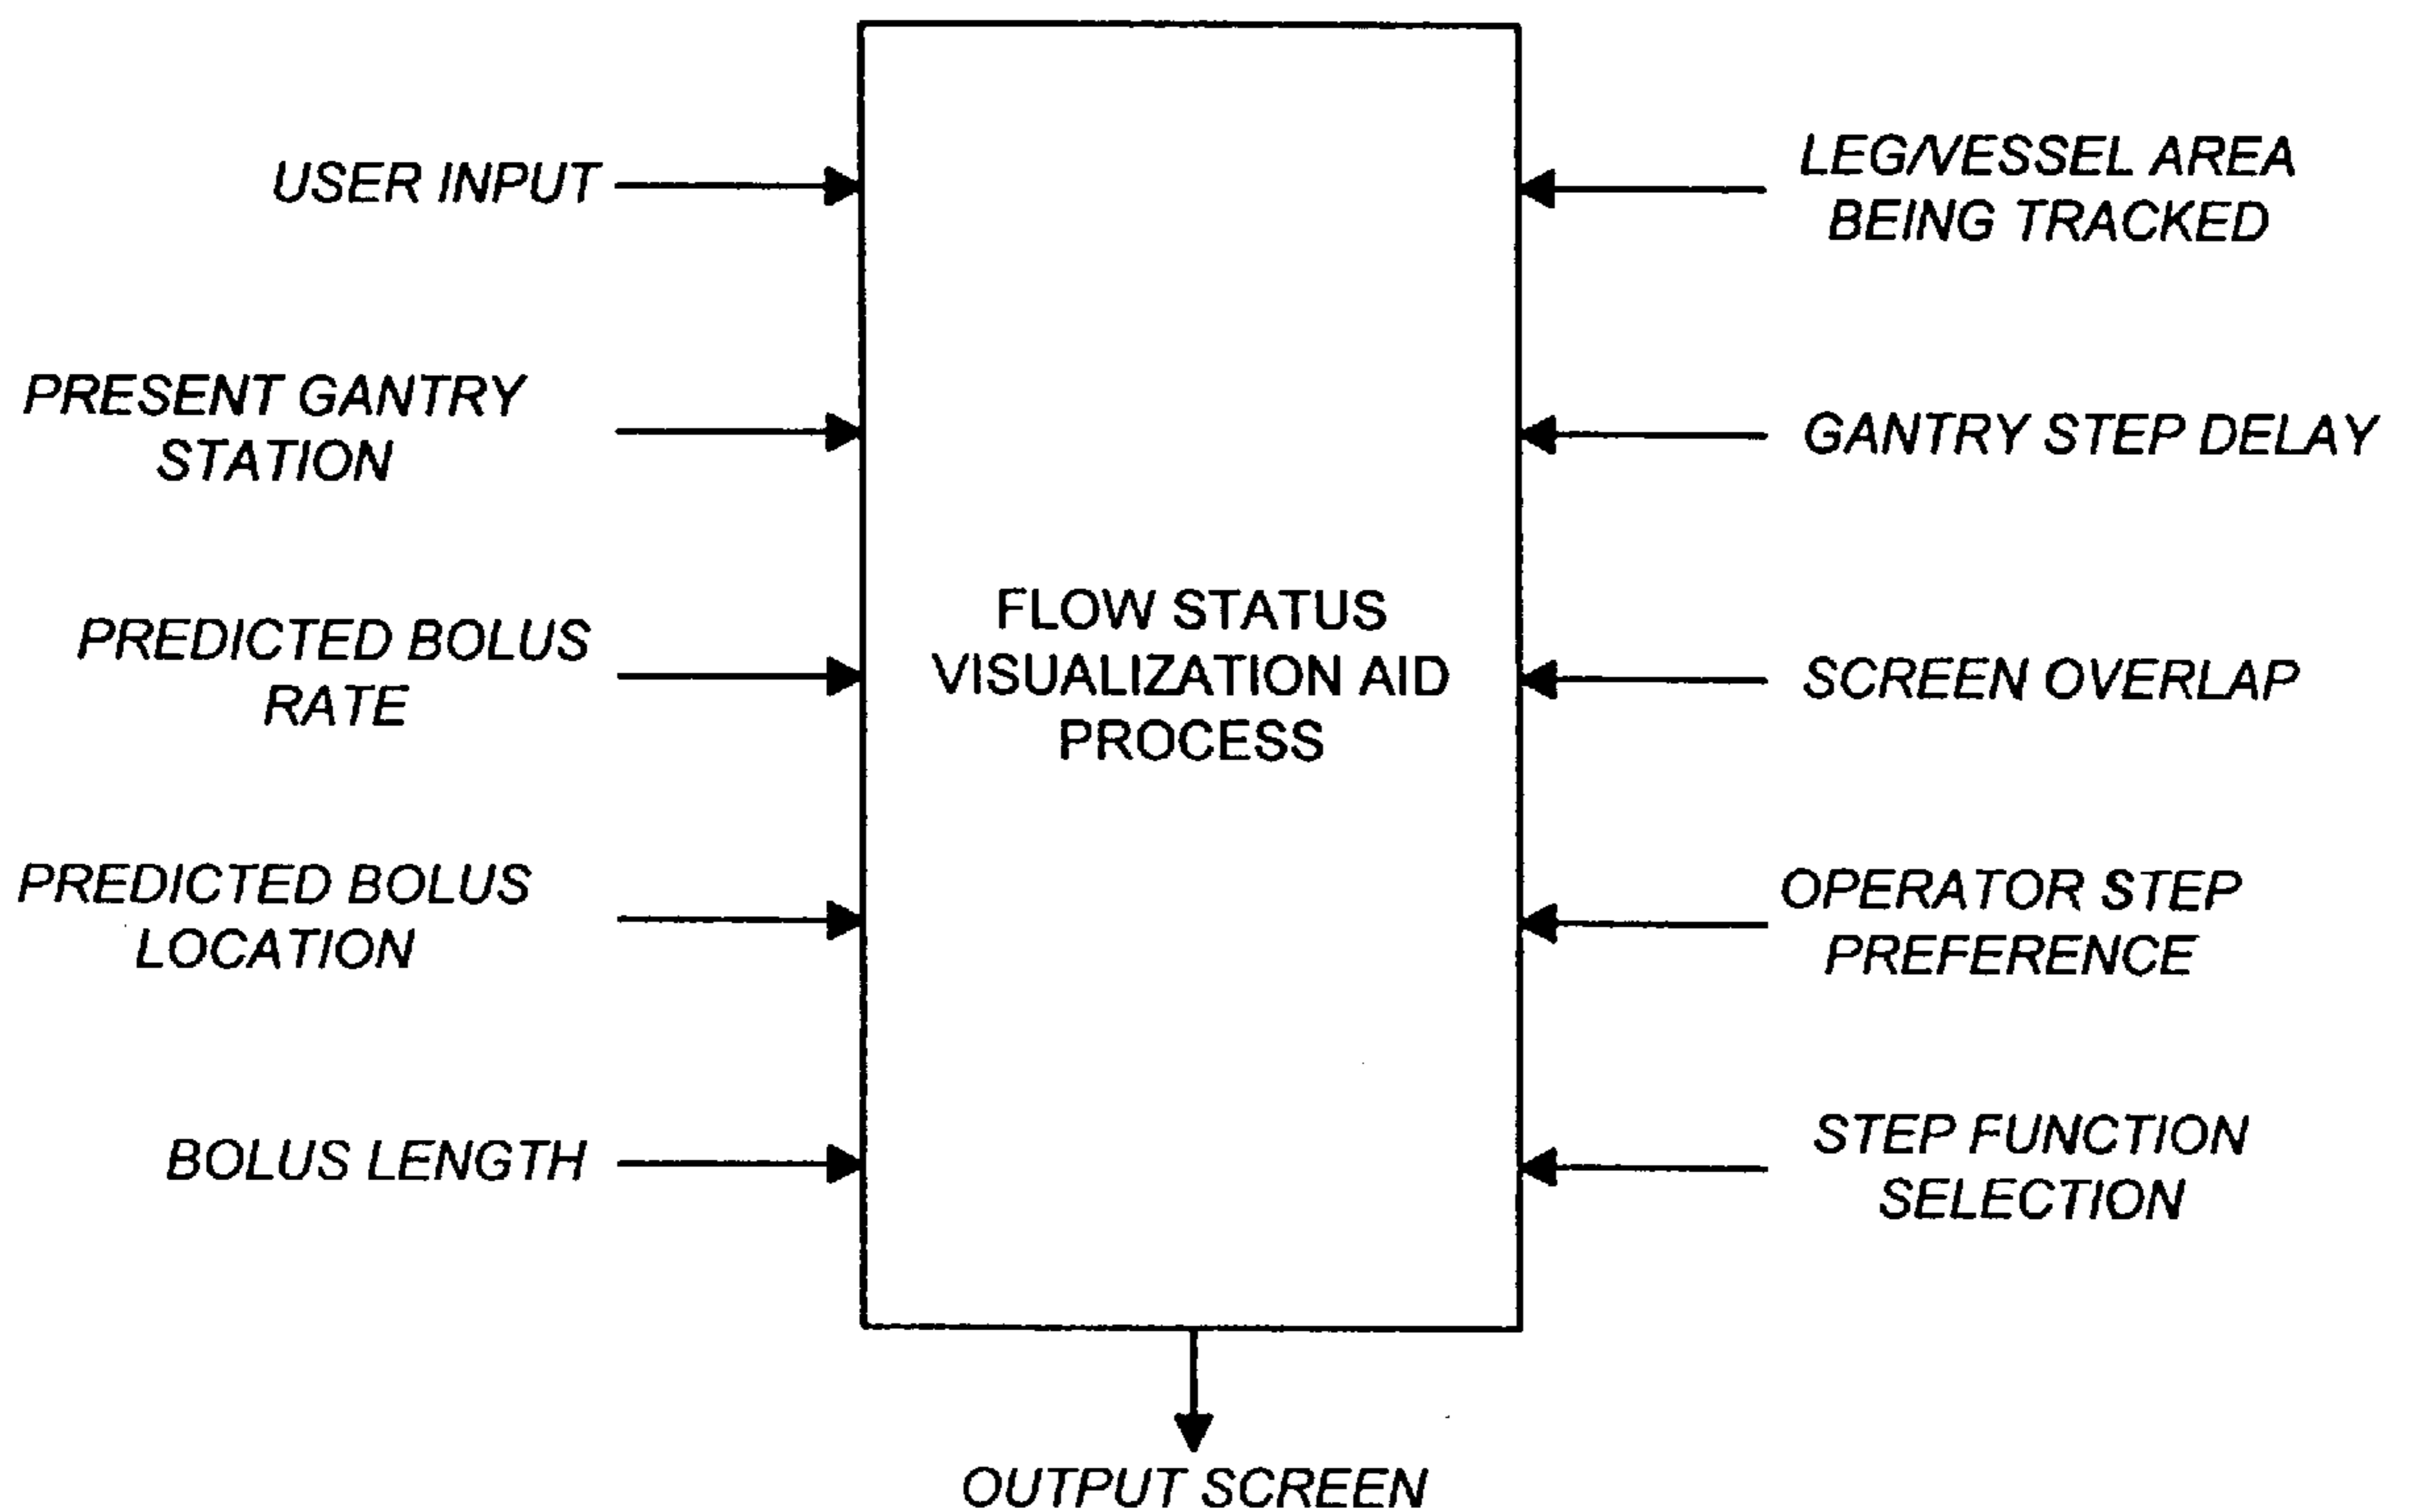 USER INPUT
PRESENT GANTRY
STATION
PREDICTED BOLUS
RATE
PREDICTED BOLUS
LOCATION
BOLUS LENGTH
FLOW STATUS
VISUALIZATION AID
PROCESS
LEG/VESSEL AREA
BEING TRACKED
GANTRY STEP DELAY
SCREEN OVERLAP
OPERATOR STEP
PREFERENCE
STEP FUNCTION
SELECTION
OUTPUT SCREEN